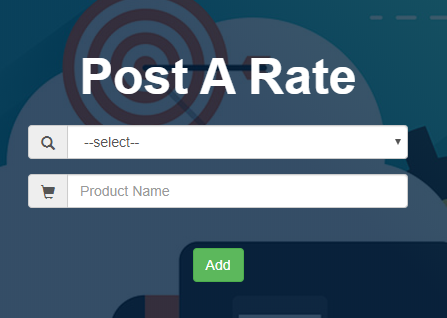 Post A Rate
--select--
Product Name
Add